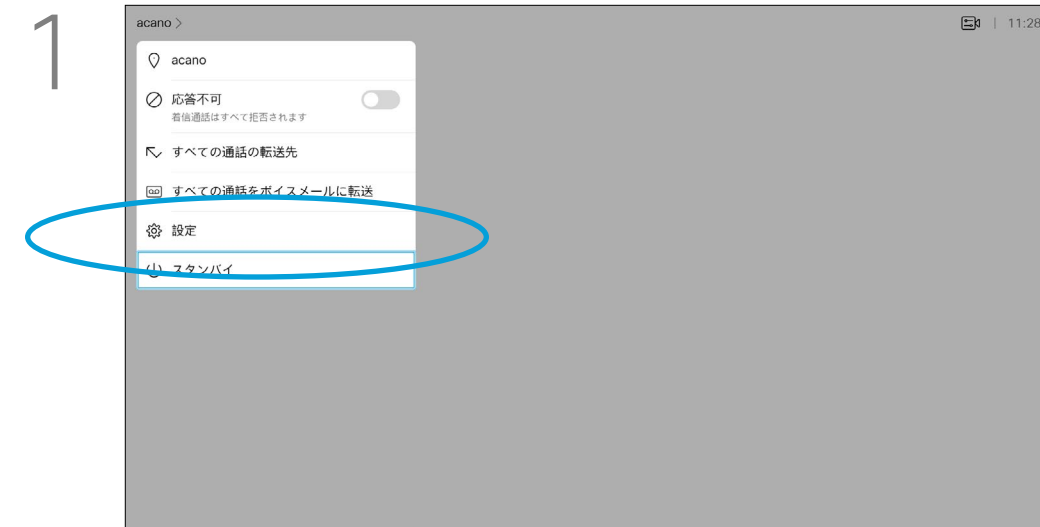 1
acano >
11:28
acano
応答不可
着信通話はすべて拒否されます
すべての通話の転送先
すべての通話をボイスメールに転送
設定
スタンバイ